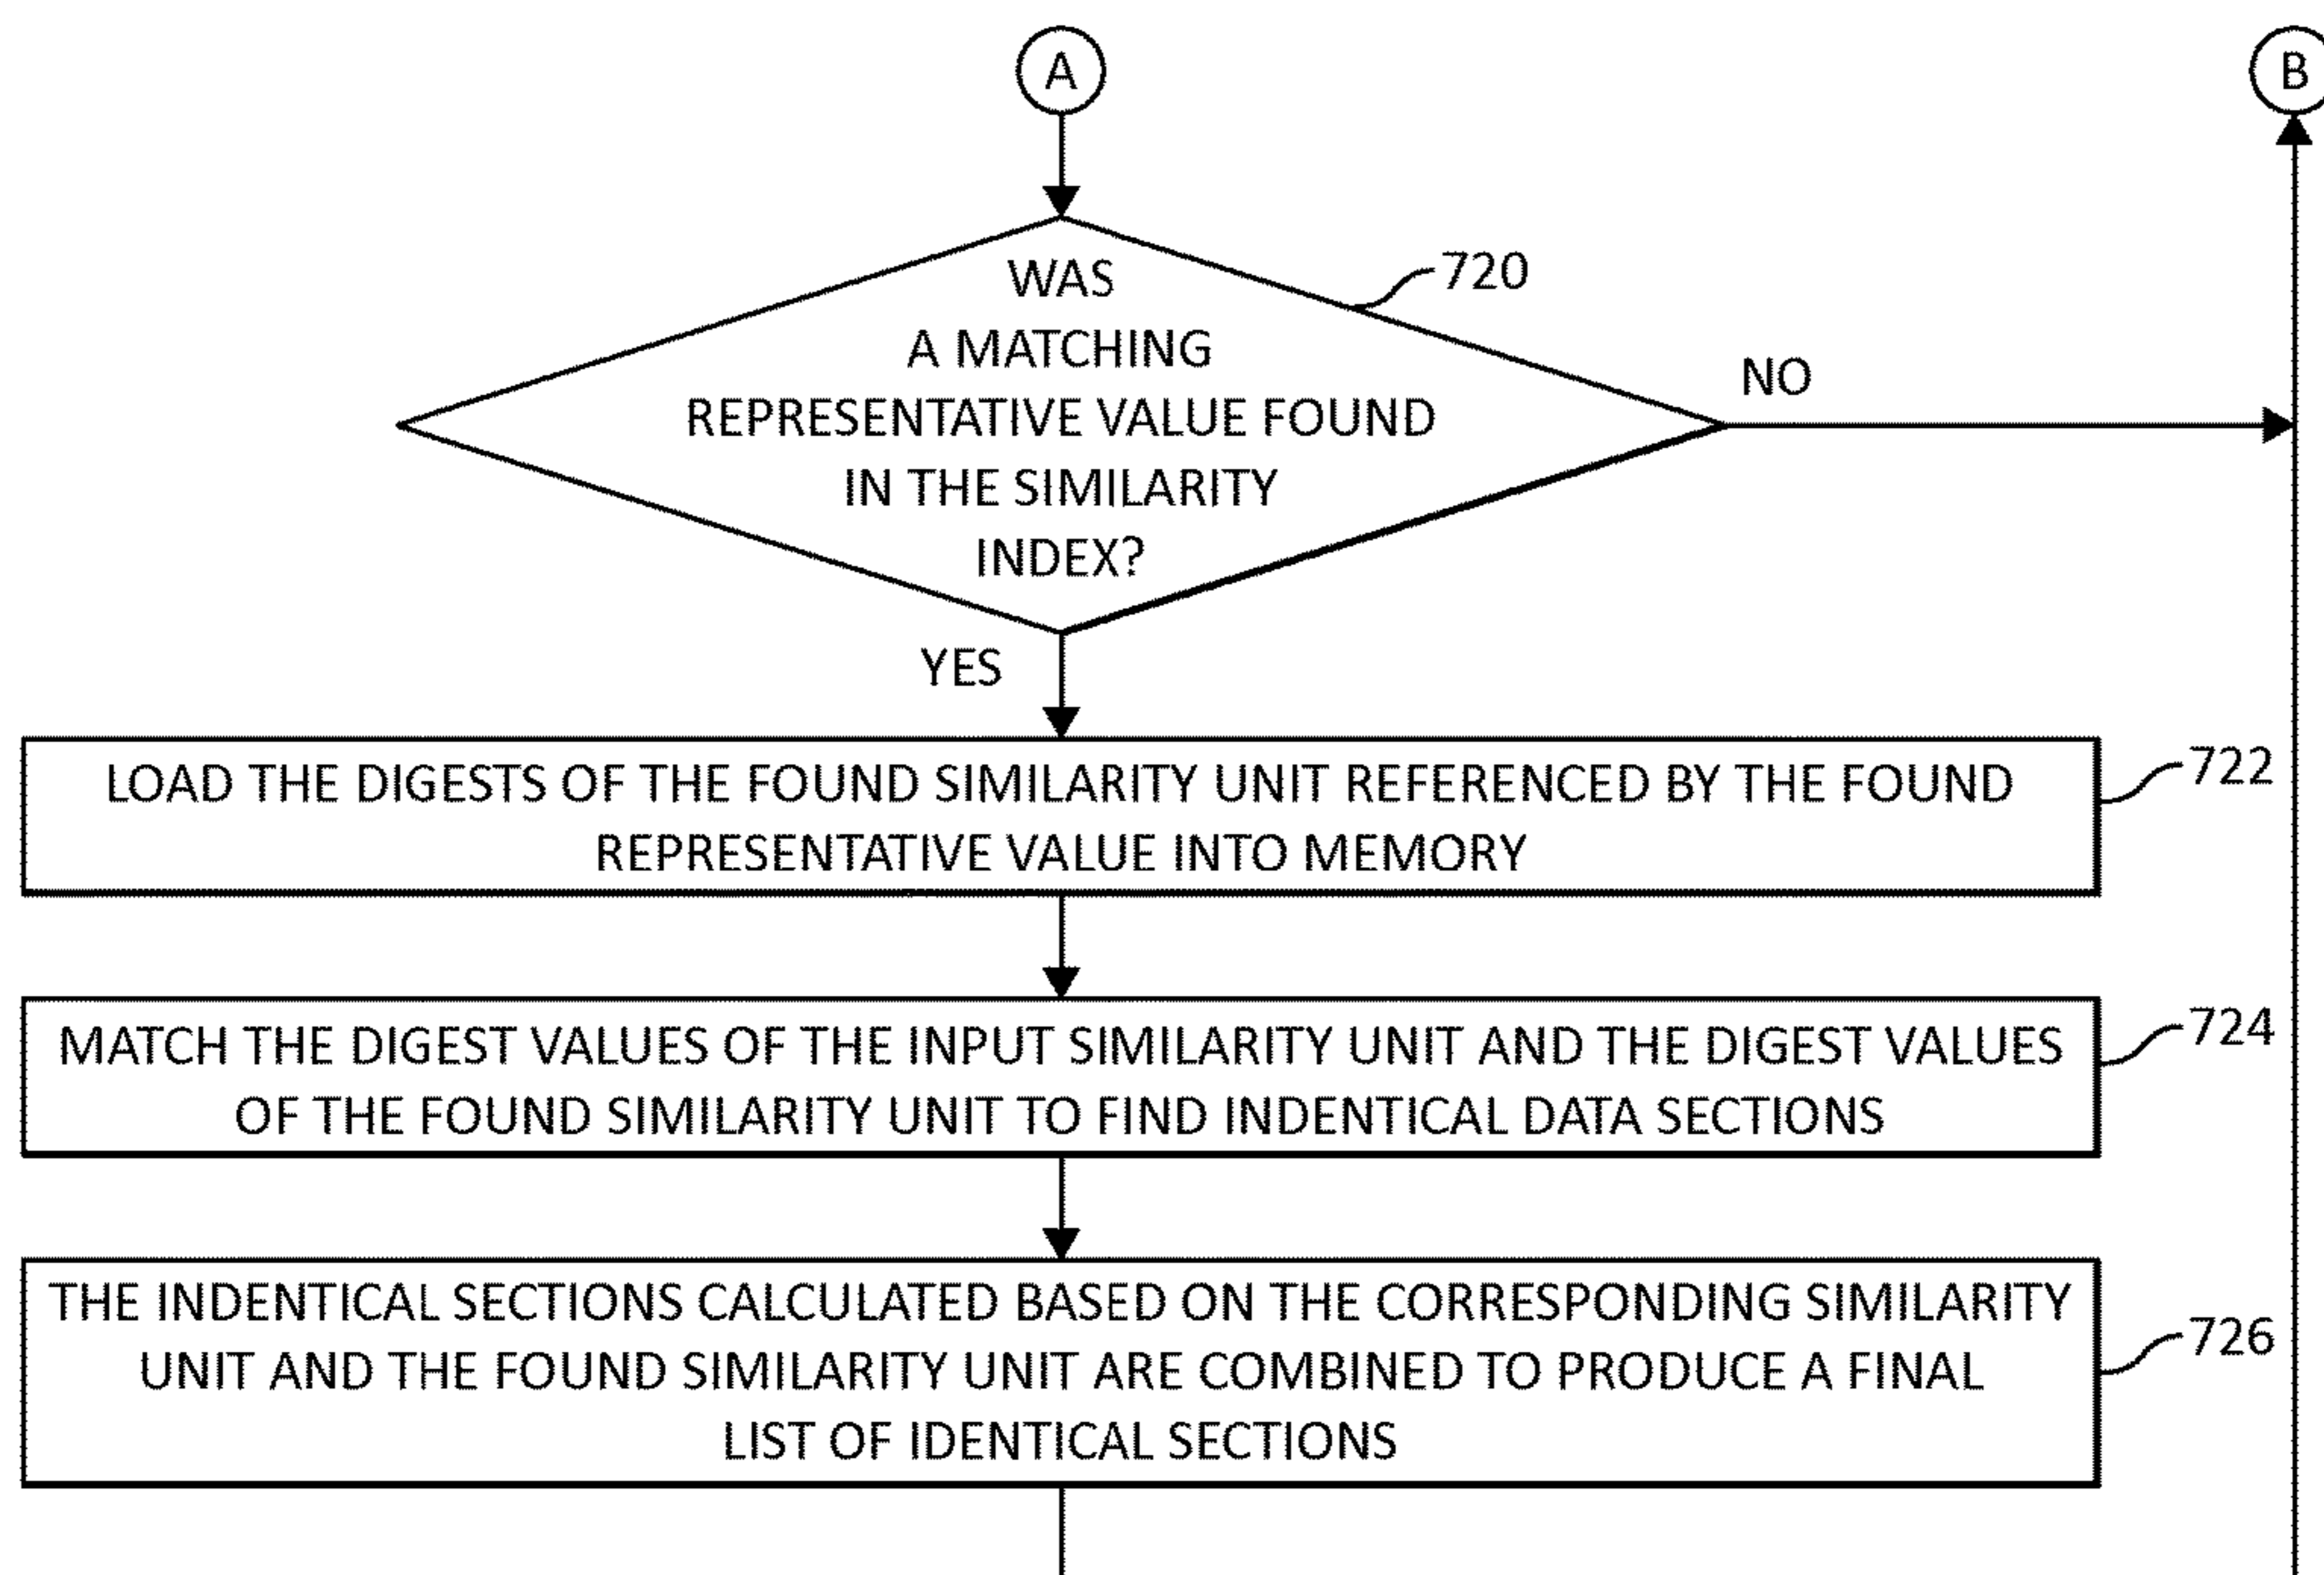 A
B
WAS
A MATCHING
REPRESENTATIVE VALUE FOUND
IN THE SIMILARITY
INDEX?
720
NO
YES
LOAD THE DIGESTS OF THE FOUND SIMILARITY UNIT REFERENCED BY THE FOUND
REPRESENTATIVE VALUE INTO MEMORY
722
MATCH THE DIGEST VALUES OF THE INPUT SIMILARITY UNIT AND THE DIGEST VALUES
OF THE FOUND SIMILARITY UNIT TO FIND INDENTICAL DATA SECTIONS
724
THE INDENTICAL SECTIONS CALCULATED BASED ON THE CORRESPONDING SIMILARITY
UNIT AND THE FOUND SIMILARITY UNIT ARE COMBINED TO PRODUCE A FINAL
LIST OF IDENTICAL SECTIONS
726